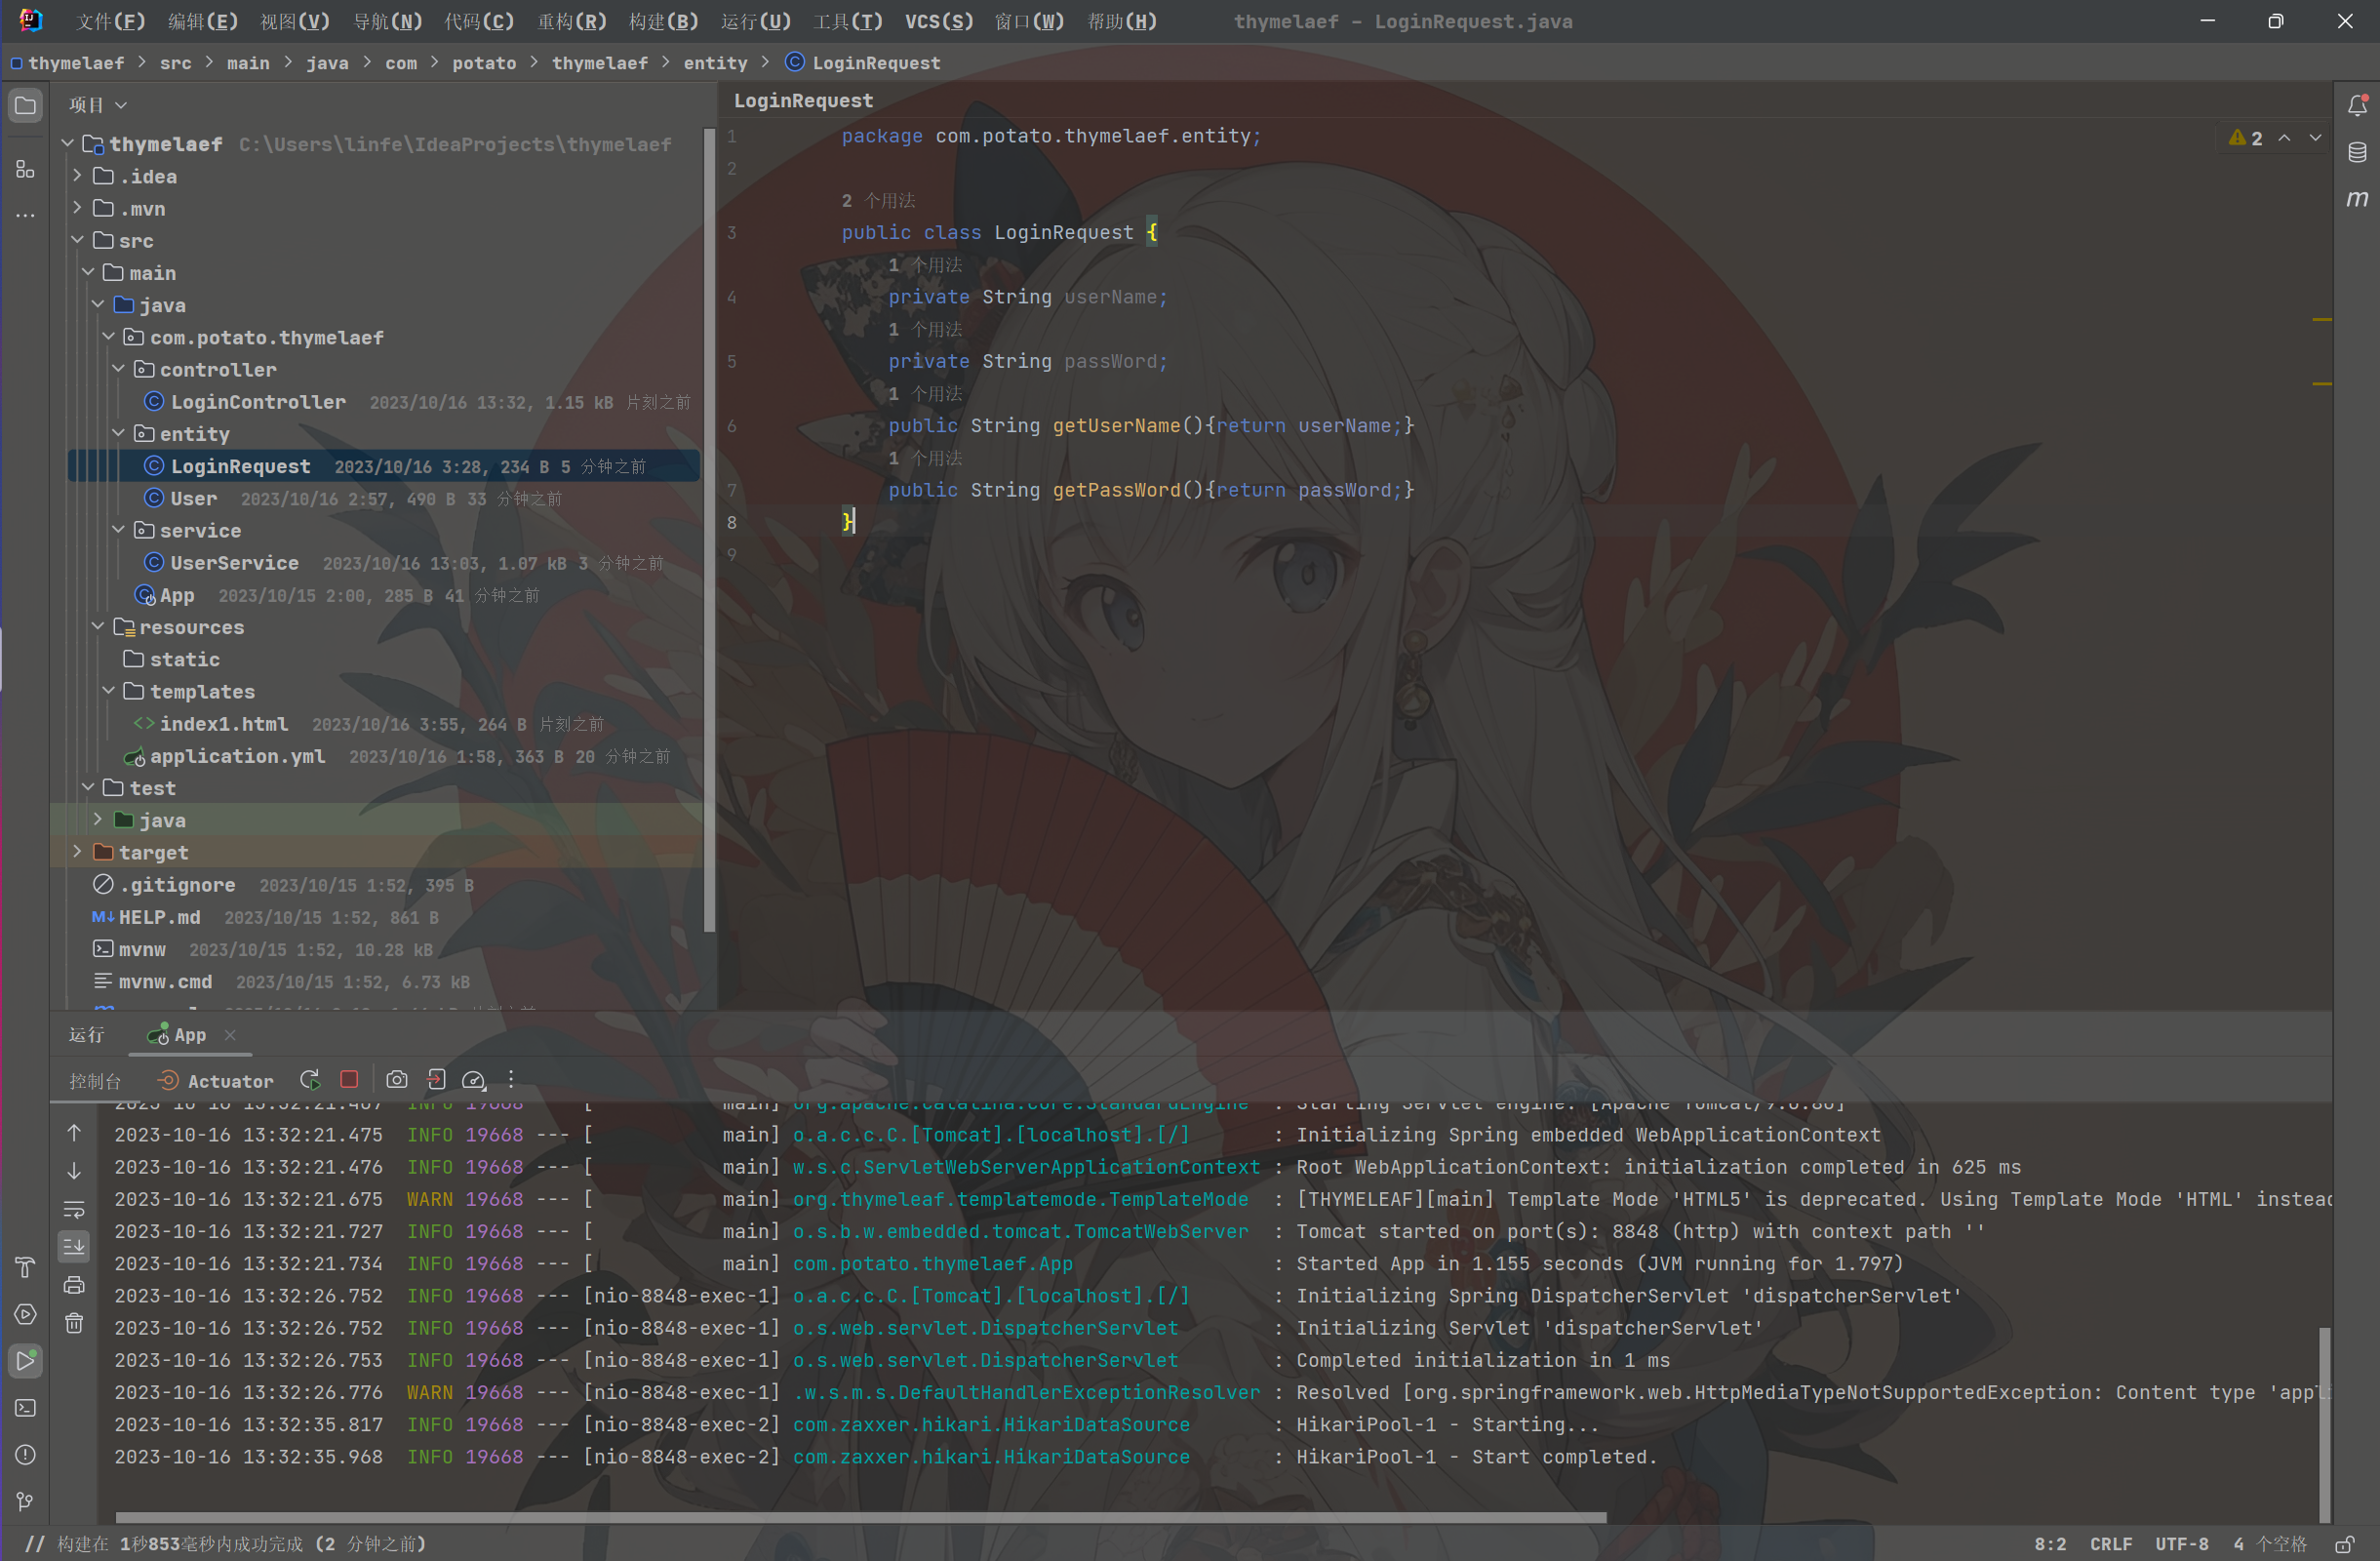 文件(F) 编辑(E) 视图(V) 导航(N) 代码(C) 重构(R) 构建(B) 运行(U) 工具(T) VCS(S) 窗口(W) 帮助(H) thymelaef - LoginRequest.java
thymelaef > src > main > java > com > potato > thymelaef > entity > LoginRequest
项目
thymelaef C:\Users\linfe\IdeaProjects\thymelaef
.idea
.mvn
src
main
java
com.potato.thymelaef
controller
LoginController 2023/10/16 13:32, 1.15 kB 片刻之前
entity
LoginRequest 2023/10/16 3:28, 234 B 5 分钟之前
User 2023/10/16 2:57, 490 B 33 分钟之前
service
UserService 2023/10/16 13:03, 1.07 kB 3 分钟之前
App 2023/10/15 2:00, 285 B 41 分钟之前
resources
static
templates
index1.html 2023/10/16 3:55, 264 B 片刻之前
application.yml 2023/10/16 1:58, 363 B 20 分钟之前
test
java
target
.gitignore 2023/10/15 1:52, 395 B
HELP.md 2023/10/15 1:52, 861 B
mvnw 2023/10/15 1:52, 10.28 kB
mvnw.cmd 2023/10/15 1:52, 6.73 kB
LoginRequest
2
1 package com.potato.thymelaef.entity;
2
2 个用法
3 public class LoginRequest {
1 个用法
4 private String userName;
1 个用法
5 private String passWord;
1 个用法
6 public String getUserName(){return userName;}
1 个用法
7 public String getPassWord(){return passWord;}
8 }
9
运行 App
控制台 Actuator
2023-10-16 13:32:21.467 INFO 19668 [ main] org.apache.catalina.core.StandardEngine : Starting Servlet engine: [Apache Tomcat/9.0.80]
2023-10-16 13:32:21.475 INFO 19668 --- [ main] o.a.c.c.C.[Tomcat].[localhost].[/] : Initializing Spring embedded WebApplicationContext
2023-10-16 13:32:21.476 INFO 19668 --- [ main] w.s.c.ServletWebServerApplicationContext : Root WebApplicationContext: initialization completed in 625 ms
2023-10-16 13:32:21.675 WARN 19668 --- [ main] org.thymeleaf.templatemode.TemplateMode : [THYMELEAF][main] Template Mode 'HTML5' is deprecated. Using Template Mode 'HTML' instead
2023-10-16 13:32:21.727 INFO 19668 --- [ main] o.s.b.w.embedded.tomcat.TomcatWebServer : Tomcat started on port(s): 8848 (http) with context path ''
2023-10-16 13:32:21.734 INFO 19668 --- [ main] com.potato.thymelaef.App : Started App in 1.155 seconds (JVM running for 1.797)
2023-10-16 13:32:26.752 INFO 19668 --- [nio-8848-exec-1] o.a.c.c.C.[Tomcat].[localhost].[/] : Initializing Spring DispatcherServlet 'dispatcherServlet'
2023-10-16 13:32:26.752 INFO 19668 --- [nio-8848-exec-1] o.s.web.servlet.DispatcherServlet : Initializing Servlet 'dispatcherServlet'
2023-10-16 13:32:26.753 INFO 19668 --- [nio-8848-exec-1] o.s.web.servlet.DispatcherServlet : Completed initialization in 1 ms
2023-10-16 13:32:26.776 WARN 19668 --- [nio-8848-exec-1] .w.s.m.s.DefaultHandlerExceptionResolver : Resolved [org.springframework.web.HttpMediaTypeNotSupportedException: Content type 'appli
2023-10-16 13:32:35.817 INFO 19668 --- [nio-8848-exec-2] com.zaxxer.hikari.HikariDataSource : HikariPool-1 - Starting...
2023-10-16 13:32:35.968 INFO 19668 --- [nio-8848-exec-2] com.zaxxer.hikari.HikariDataSource : HikariPool-1 - Start completed.
// 构建在 1秒853毫秒内成功完成 (2 分钟之前) 8:2 CRLF UTF-8 4 个空格